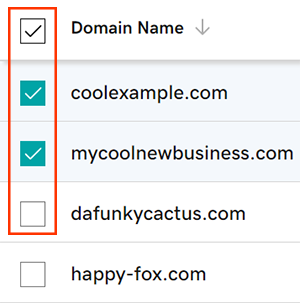 Domain Name ↓
coolexample.com
mycoolnewbusiness.com
dafunkycactus.com
happy-fox.com